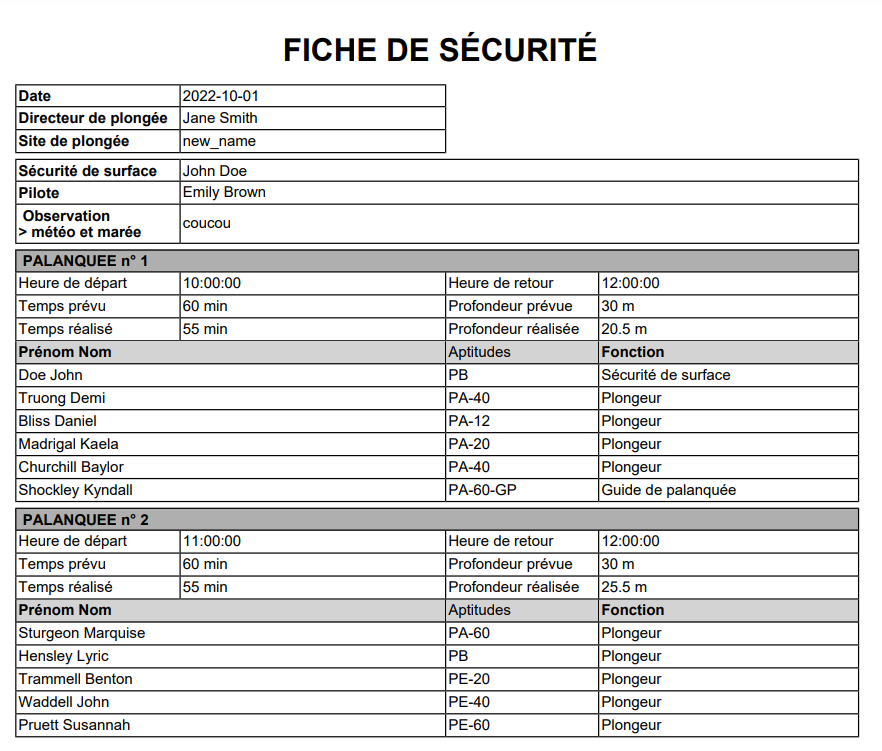 FICHE DE SÉCURITÉ
Date 2022-10-01
Directeur de plongée Jane Smith
Site de plongée new_name
Sécurité de surface John Doe
Pilote Emily Brown
Observation
> météo et marée coucou
PALANQUEE n° 1
Heure de départ 10:00:00 Heure de retour 12:00:00
Temps prévu 60 min Profondeur prévue 30 m
Temps réalisé 55 min Profondeur réalisée 20.5 m
Prénom Nom Aptitudes Fonction
Doe John PB Sécurité de surface
Truong Demi PA-40 Plongeur
Bliss Daniel PA-12 Plongeur
Madrigal Kaela PA-20 Plongeur
Churchill Baylor PA-40 Plongeur
Shockley Kyndall PA-60-GP Guide de palanquée
PALANQUEE n° 2
Heure de départ 11:00:00 Heure de retour 12:00:00
Temps prévu 60 min Profondeur prévue 30 m
Temps réalisé 55 min Profondeur réalisée 25.5 m
Prénom Nom Aptitudes Fonction
Sturgeon Marquise PA-60 Plongeur
Hensley Lyric PB Plongeur
Trammell Benton PE-20 Plongeur
Waddell John PE-40 Plongeur
Pruett Susannah PE-60 Plongeur